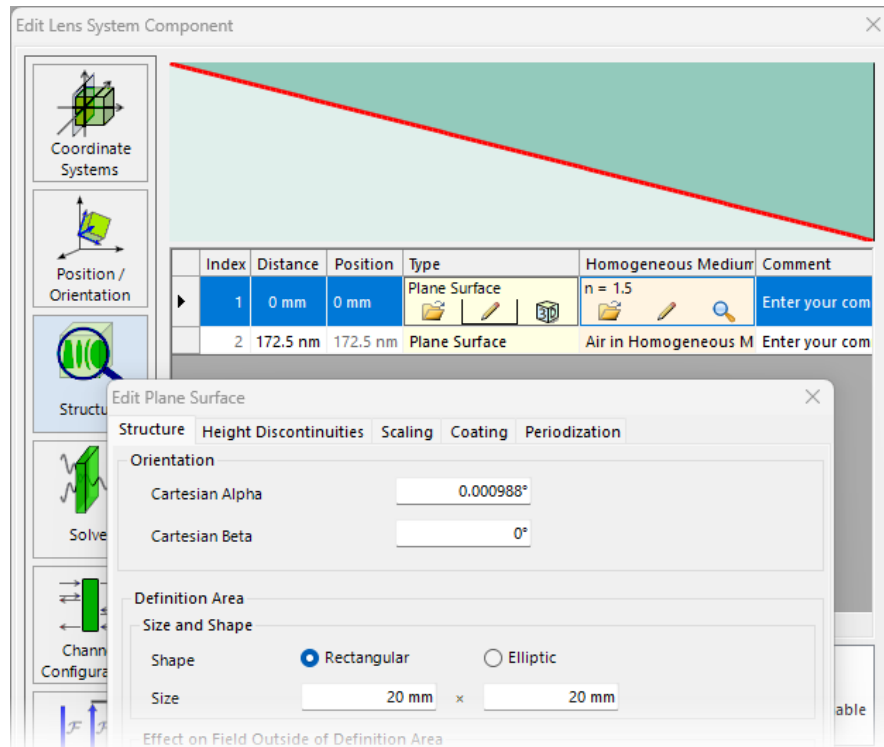 Edit Lens System Component
Coordinate
Systems
Position /
Orientation
Structu
Solve
Chann
Configura
Index Distance Position Type Homogeneous Medium Comment
1 0 mm 0 mm Plane Surface n = 1.5 Enter your com
3D
2 172.5 nm 172.5 nm Plane Surface Air in Homogeneous M Enter your com
Edit Plane Surface
Structure Height Discontinuities Scaling Coating Periodization
Orientation
Cartesian Alpha 0.000988°
Cartesian Beta 0°
Definition Area
Size and Shape
Shape Rectangular Elliptic
Size 20 mm × 20 mm
Effect on Field Outside of Definition Area
able